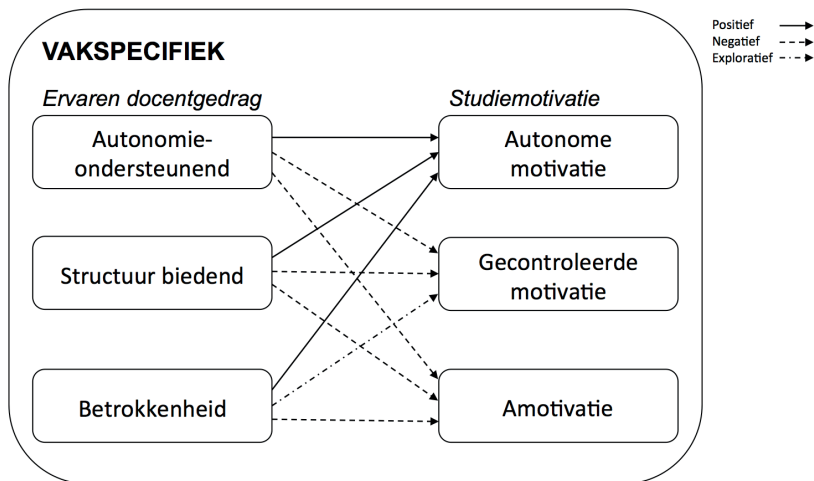 VAKSPECIFIEK
Ervaren docentgedrag
Studiemotivatie
Autonomie-
ondersteunend
Autonome
motivatie
Structuur biedend
Gecontroleerde
motivatie
Betrokkenheid
Amotivatie
Positief
Negatief
Exploratief